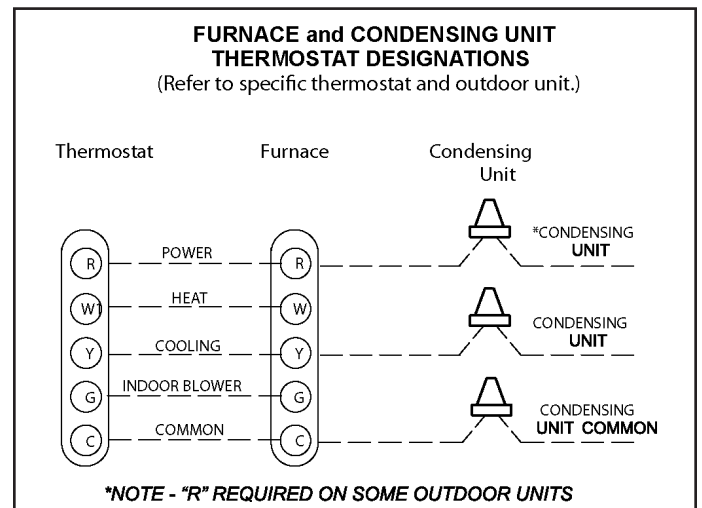 FURNACE and CONDENSING UNIT
THERMOSTAT DESIGNATIONS
(Refer to specific thermostat and outdoor unit.)
Thermostat
Furnace
Condensing
Unit
R
POWER
R
*CONDENSING
UNIT
W1
HEAT
W
Y
COOLING
Y
CONDENSING
UNIT
G
INDOOR BLOWER
G
C
COMMON
C
CONDENSING
UNIT COMMON
*NOTE - “R” REQUIRED ON SOME OUTDOOR UNITS